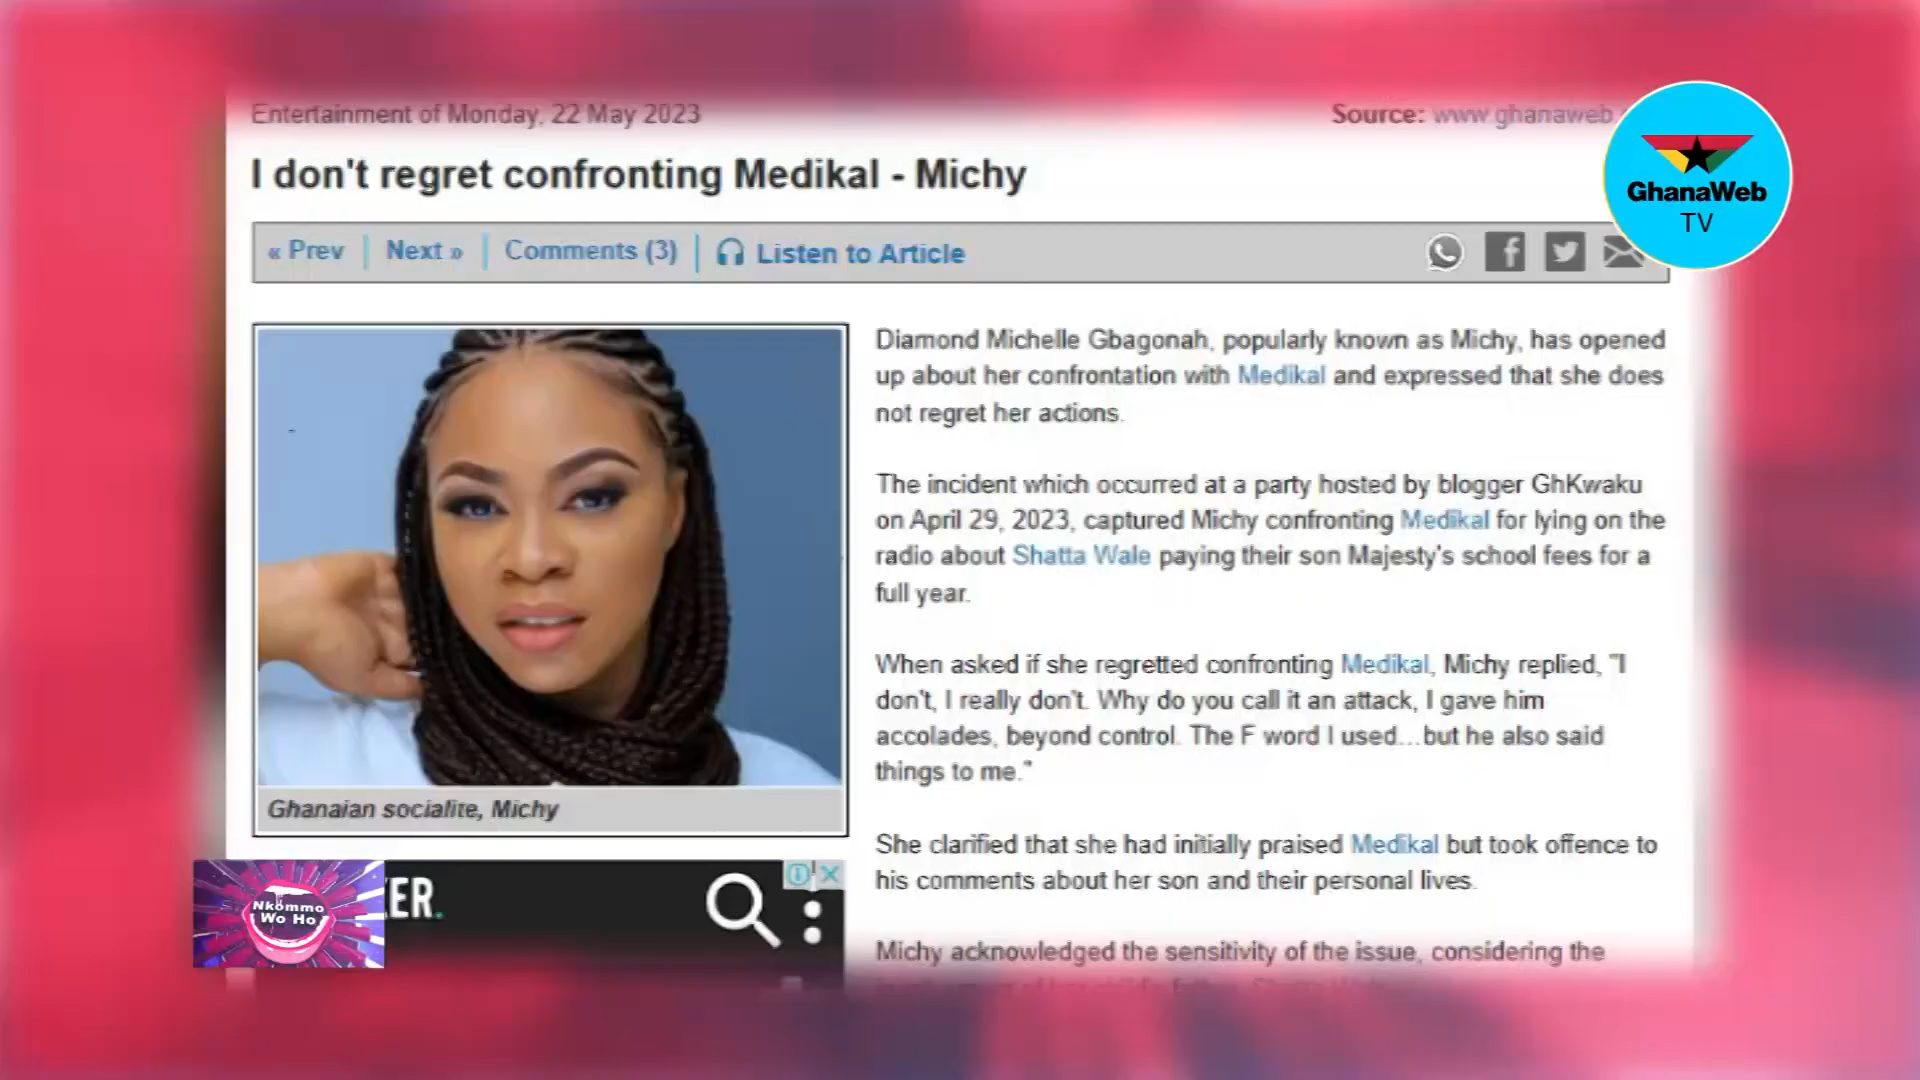 Entertainment of Monday, 22 May 2023
Source: www.ghanaweb.
GhanaWeb
TV
I don't regret confronting Medikal - Michy
« Prev
Next »
Comments (3)
Listen to Article
Diamond Michelle Gbagonah, popularly known as Michy, has opened
up about her confrontation with Medikal and expressed that she does
not regret her actions.
The incident which occurred at a party hosted by blogger GhKwaku
on April 29, 2023, captured Michy confronting Medikal for lying on the
radio about Shatta Wale paying their son Majesty's school fees for a
full year.
When asked if she regretted confronting Medikal, Michy replied, "I
don't, I really don't. Why do you call it an attack, I gave him
accolades, beyond control. The F word I used...but he also said
things to me."
She clarified that she had initially praised Medikal but took offence to
his comments about her son and their personal lives.
Michy acknowledged the sensitivity of the issue, considering the
Ghanaian socialite, Michy
ER.
Nkommo
Wo Ho